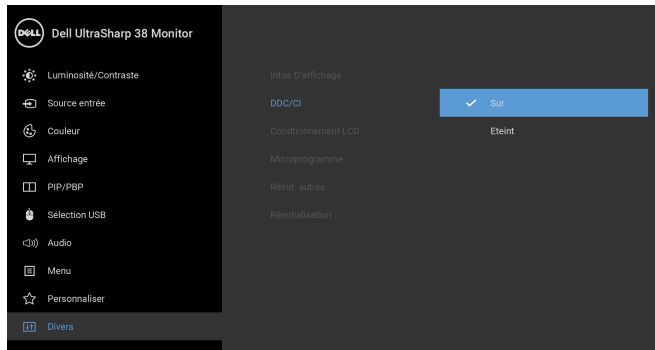 DELL Dell UltraSharp 38 Monitor
Luminosité/Contraste
Source entrée
Couleur
Affichage
PIP/PBP
Sélection USB
Audio
Menu
Personnaliser
Divers
Infos D'affichage
DDC/CI
Condtionnement LCD
Microprogramme
Réinit. autres
Réinitialisation
Sur
Eteint